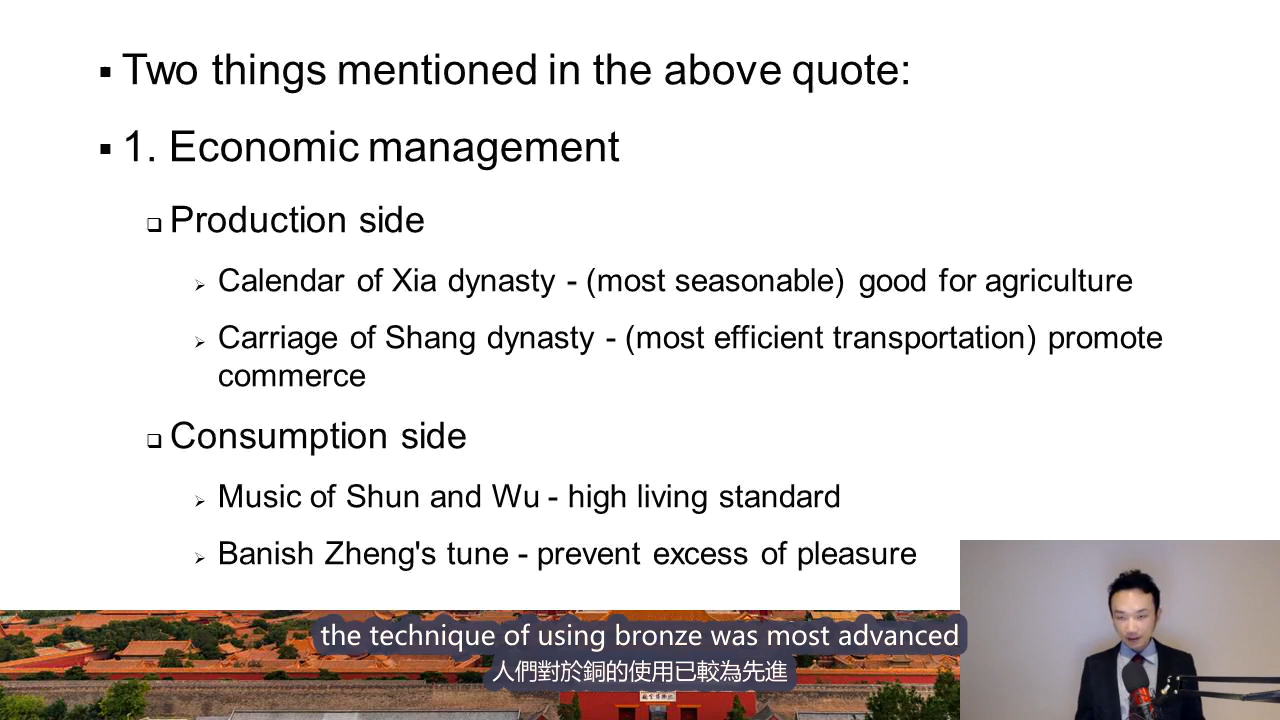 Two things mentioned in the above quote:
1. Economic management
Production side
Calendar of Xia dynasty - (most seasonable) good for agriculture
Carriage of Shang dynasty - (most efficient transportation) promote
commerce
Consumption side
Music of Shun and Wu - high living standard
Banish Zheng's tune - prevent excess of pleasure
the technique of using bronze was most advanced
人們對於銅的使用已較為先進